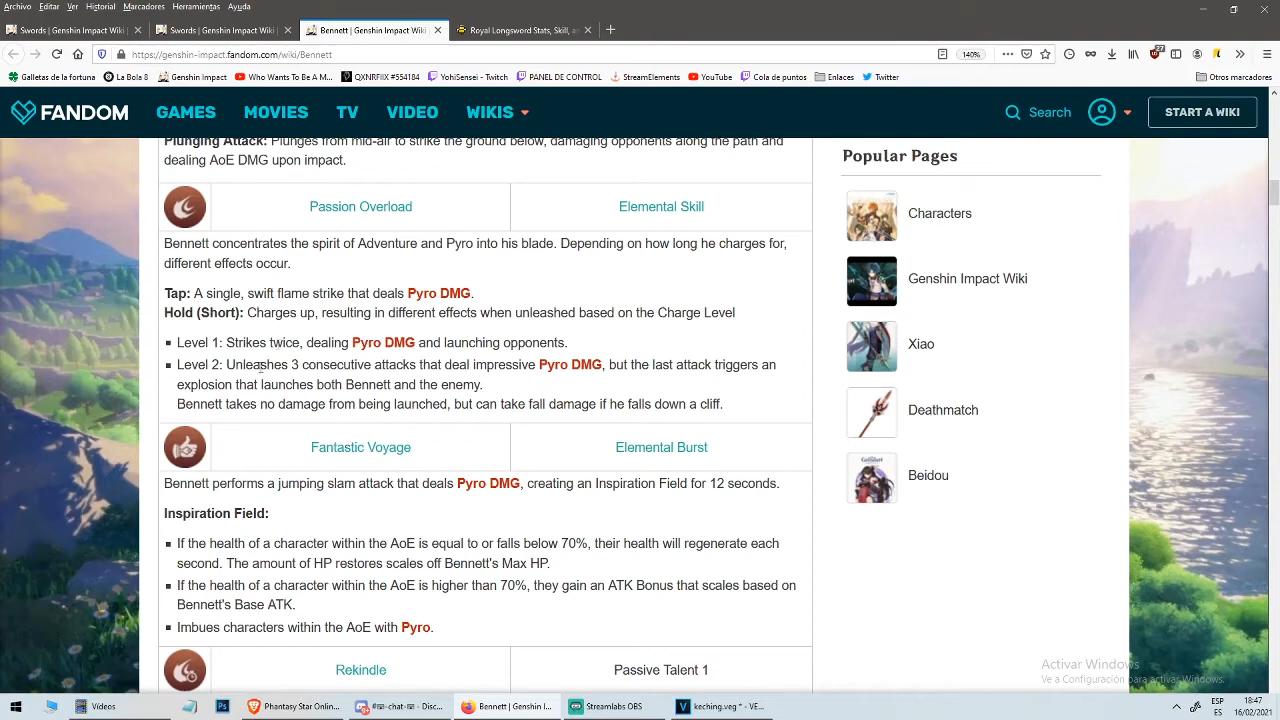 Archivo Editar Ver Historial Marcadores Herramientas Ayuda
Swords | Genshin Impact Wiki | Swords | Genshin Impact Wiki | Bennett | Genshin Impact Wiki Royal Longsword Stats, Skill, as
https://genshin-impact.fandom.com/wiki/Bennett 140%
Galletas de la fortuna La Bola 8 Genshin Impact Who Wants To Be A M... QXNRFIIX #554184 YohiSensei - Twitch PANEL DE CONTROL StreamElements YouTube Cola de puntos Enlaces Twitter Otros marcadores
FANDOM GAMES MOVIES TV VIDEO WIKIS Search START A WIKI
Plunging Attack: Plunges from mid-air to strike the ground below, damaging opponents along the path and
dealing AoE DMG upon impact.
Passion Overload Elemental Skill
Bennett concentrates the spirit of Adventure and Pyro into his blade. Depending on how long he charges for,
different effects occur.
Tap: A single, swift flame strike that deals Pyro DMG.
Hold (Short): Charges up, resulting in different effects when unleashed based on the Charge Level
Level 1: Strikes twice, dealing Pyro DMG and launching opponents.
Level 2: Unleashes 3 consecutive attacks that deal impressive Pyro DMG, but the last attack triggers an
explosion that launches both Bennett and the enemy.
Bennett takes no damage from being launched, but can take fall damage if he falls down a cliff.
Fantastic Voyage Elemental Burst
Bennett performs a jumping slam attack that deals Pyro DMG, creating an Inspiration Field for 12 seconds.
Inspiration Field:
If the health of a character within the AoE is equal to or falls below 70%, their health will regenerate each
second. The amount of HP restores scales off Bennett's Max HP.
If the health of a character within the AoE is higher than 70%, they gain an ATK Bonus that scales based on
Bennett's Base ATK.
Imbues characters within the AoE with Pyro.
Rekindle Passive Talent 1
Popular Pages
Characters
Genshin Impact Wiki
Xiao
Deathmatch
Beidou
Activar Windows
Ve a Configuración para activar Windows.
Videos Phantasy Star Online... Bennett | Genshin I... Streamlabs OBS keching.veg * - VE...
ESP 18:47
ES 16/02/2021